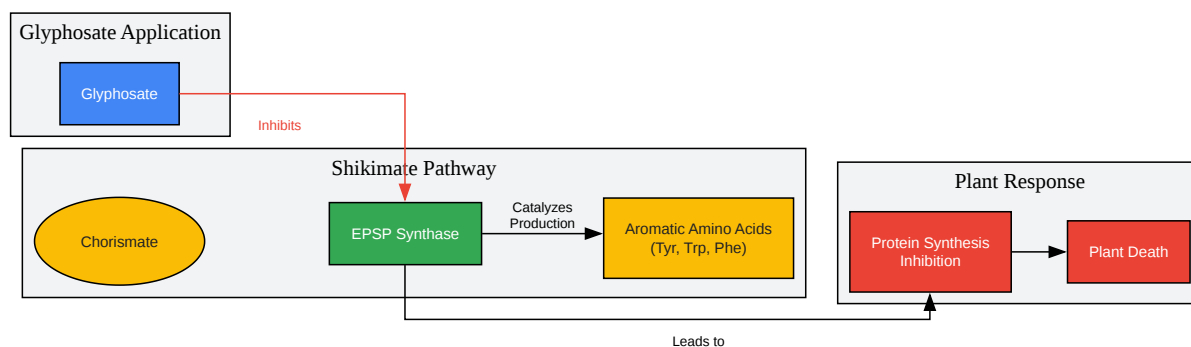 Glyphosate Application
Glyphosate
Inhibits
Shikimate Pathway
Chorismate
EPSP Synthase
Catalyzes
Production
Aromatic Amino Acids
(Tyr, Trp, Phe)
Plant Response
Protein Synthesis
Inhibition
Plant Death
Leads to